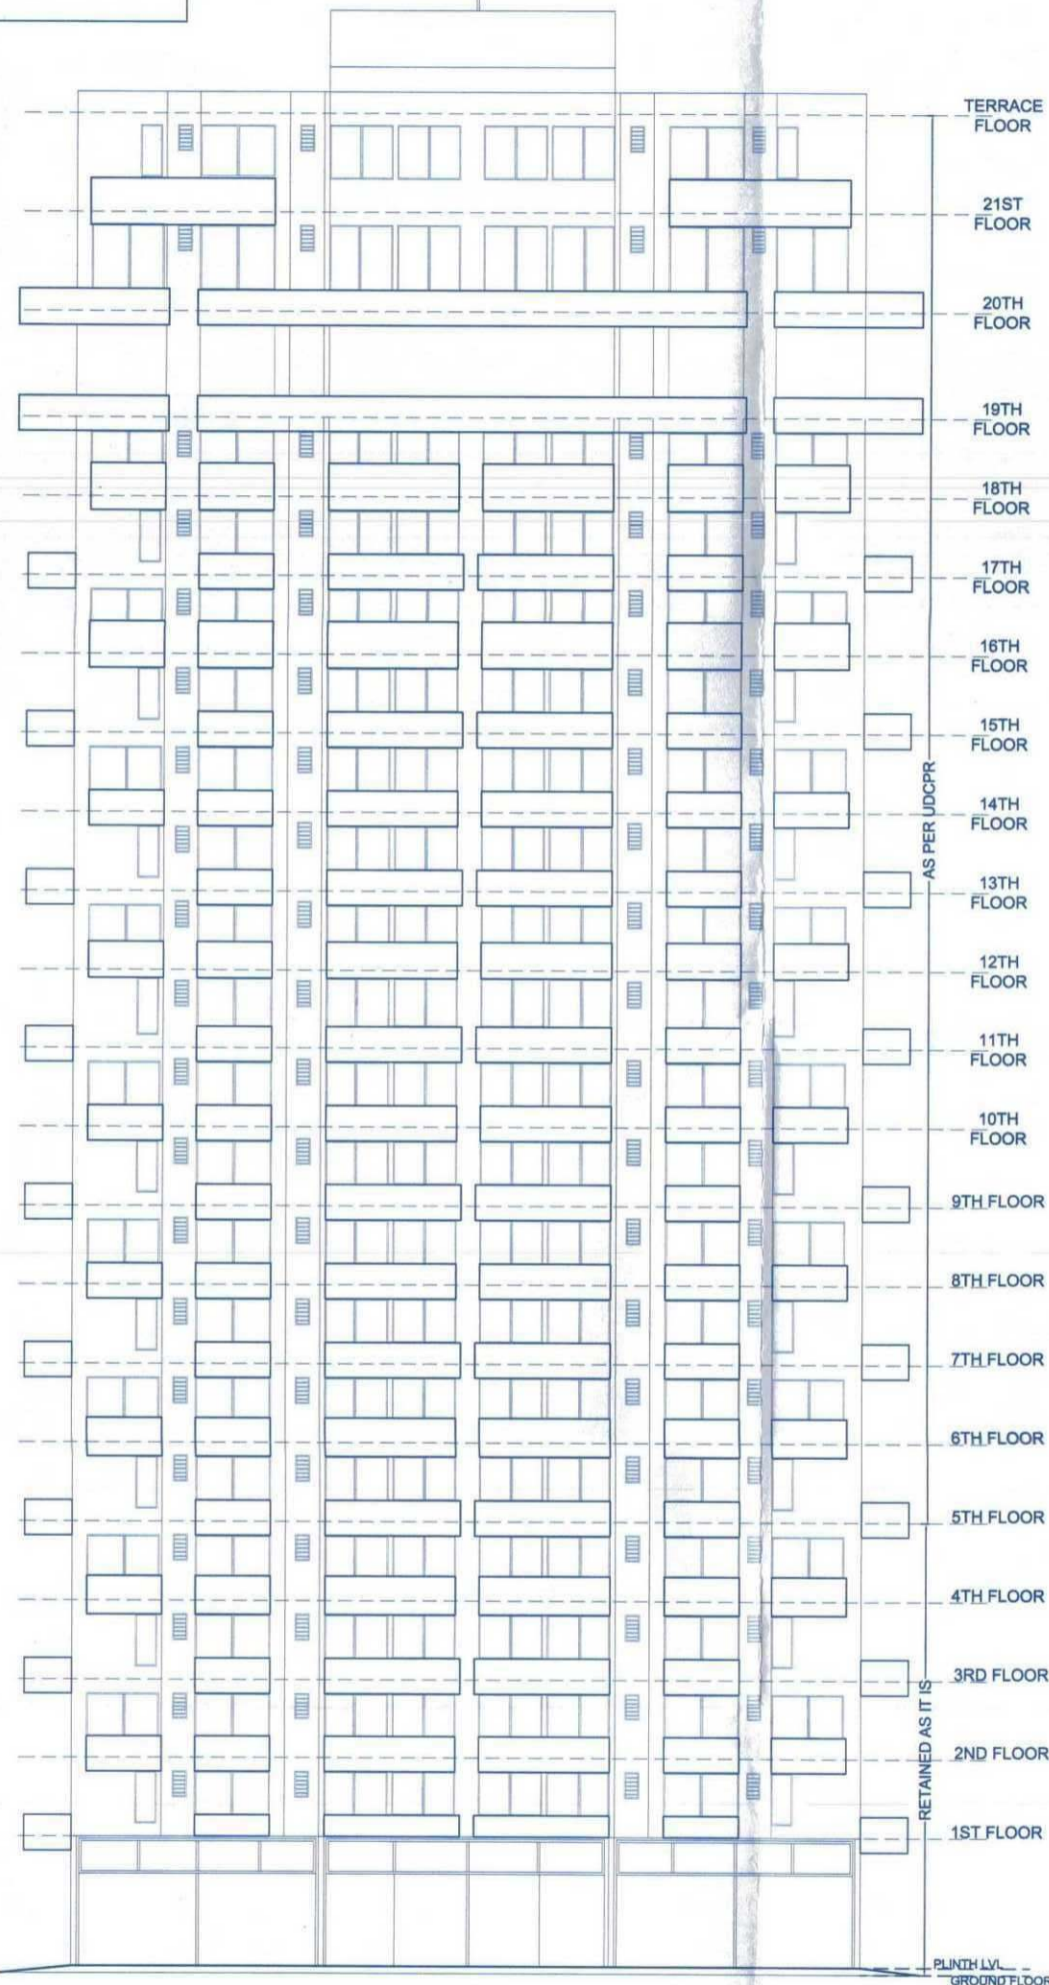 TERRACE
FLOOR
21ST
FLOOR
20TH
FLOOR
19TH
FLOOR
18TH
FLOOR
17TH
FLOOR
16TH
FLOOR
15TH
FLOOR
AS PER UDCPR
14TH
FLOOR
13TH
FLOOR
12TH
FLOOR
11TH
FLOOR
10TH
FLOOR
9TH FLOOR
8TH FLOOR
7TH FLOOR
6TH FLOOR
5TH FLOOR
4TH FLOOR
3RD FLOOR
RETAINED AS IT IS
2ND FLOOR
1ST FLOOR
PLINTH LVL
GROUND FLOOR